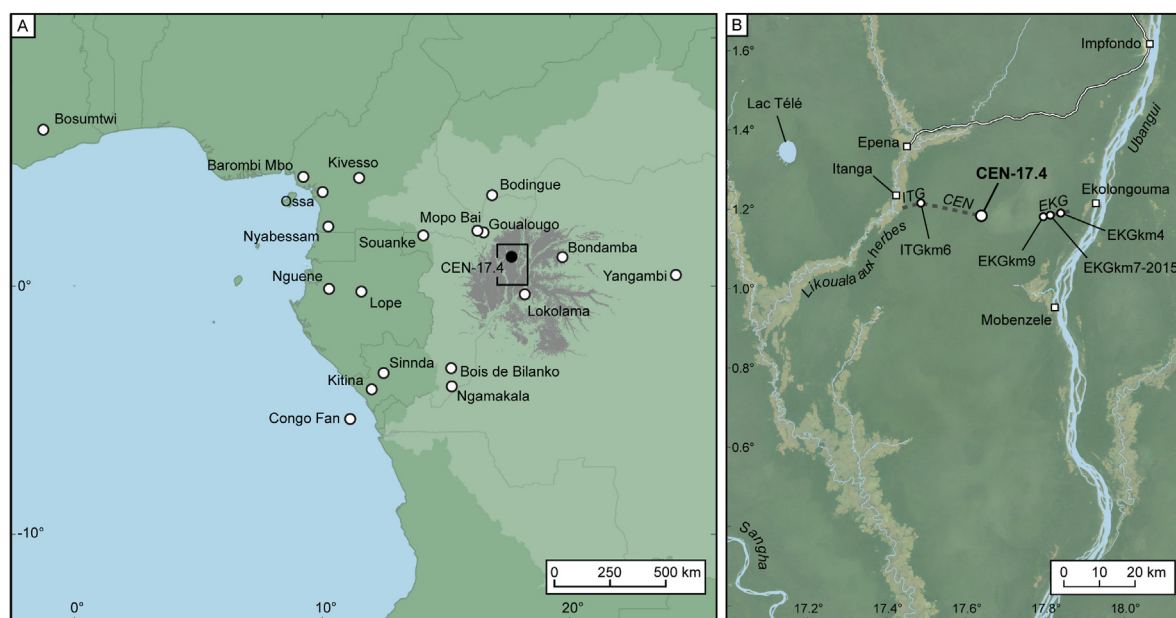 A
Bosumtwi
Barombi Mbo
Kivesso
Ossa
Bodingue
Mopo Bai
Goualougo
Nyabessam
Souanke
Bondamba
CEN-17.4
Yangambi
Nguene
Lope
Lokolama
Sinnda
Bois de Bilanko
Kitina
Ngamakala
Congo Fan
0°
-10°
0 250 500 km
0° 10° 20°
B
1.6°
Impfondo
Lac Télé
1.4°
Epena
Ubangui
Itanga
CEN-17.4
Ekolongouma
1.2°
ITG
CEN
EKG
ITGkm6
EKGkm4
EKGkm9
EKGkm7-2015
Likouala aux herbes
1.0°
Mobenzele
0.8°
0.6°
0.4°
Sangha
0 10 20 km
17.2° 17.4° 17.6° 17.8° 18.0°